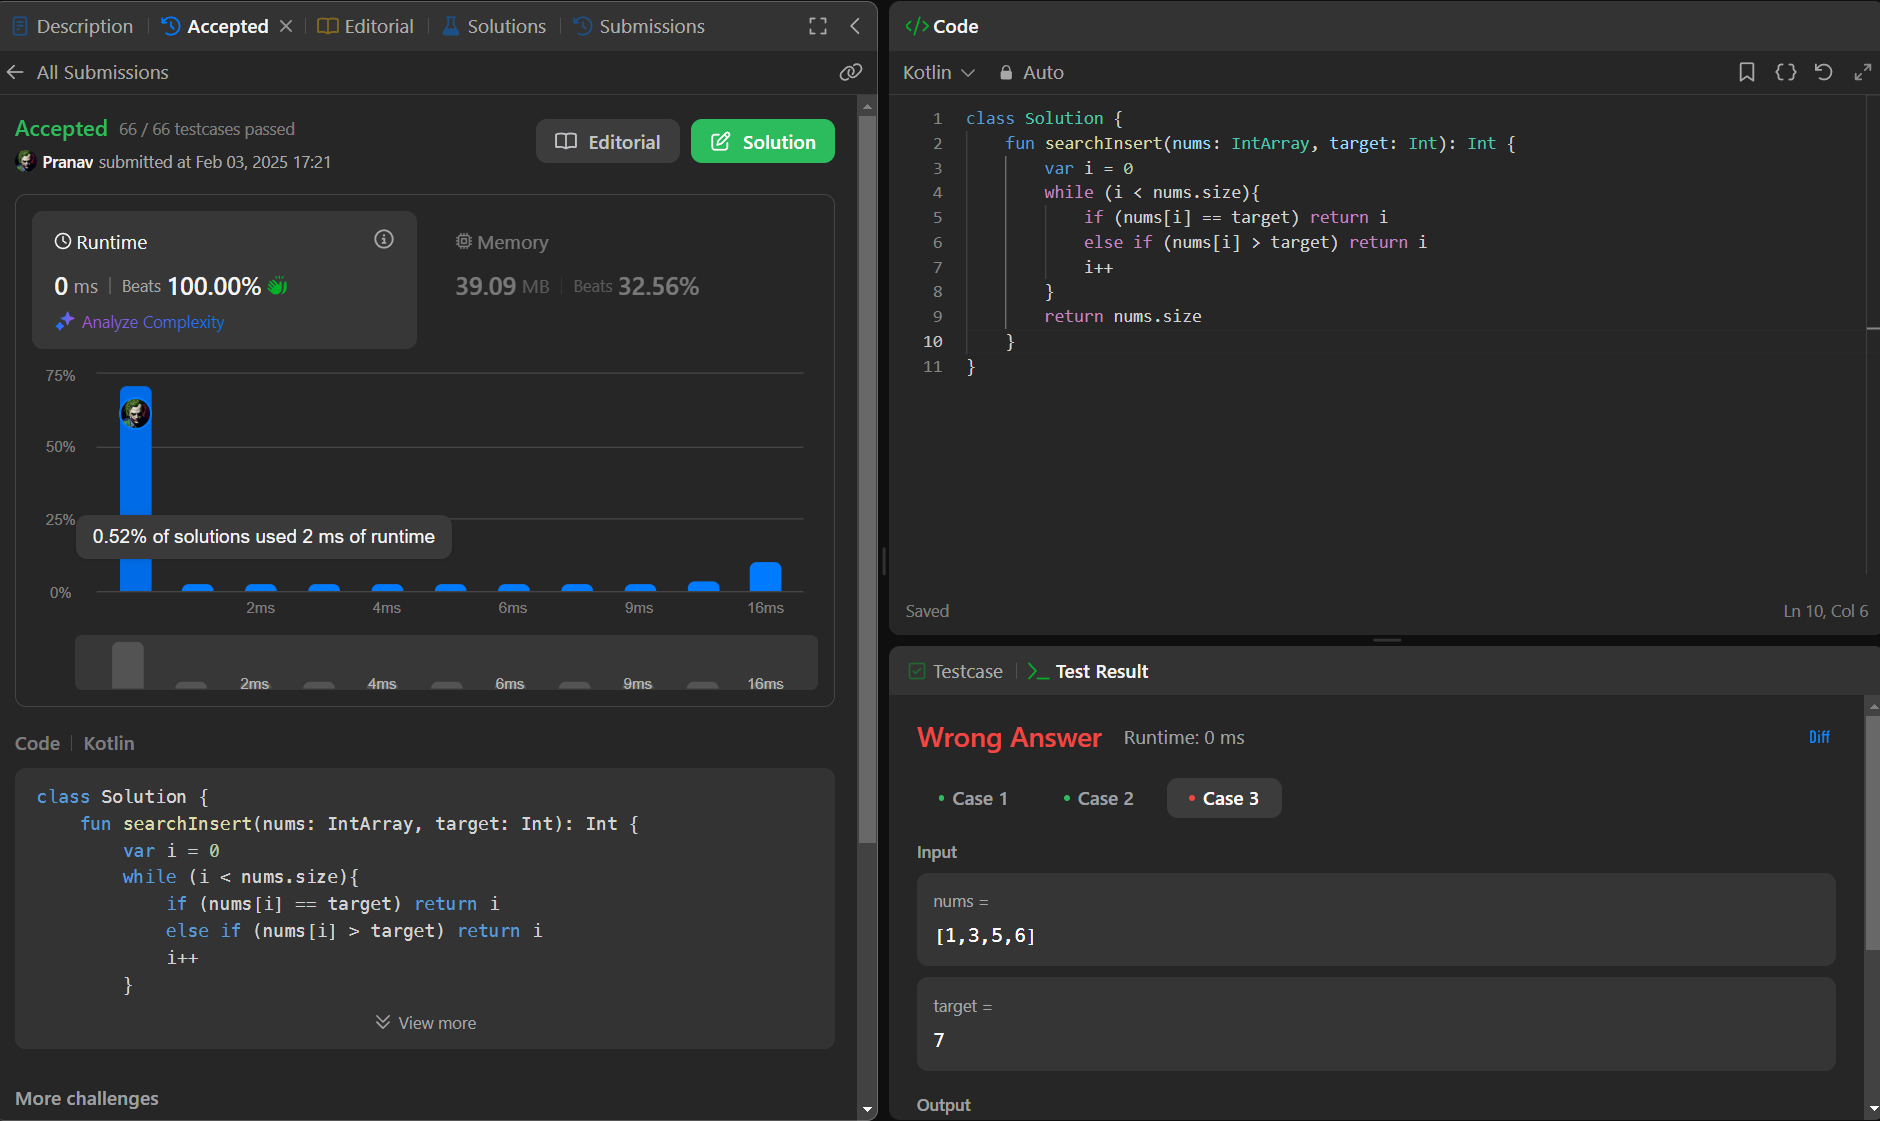 Description
Accepted
Editorial
Solutions
Submissions
All Submissions
Accepted 66 / 66 testcases passed
Pranav submitted at Feb 03, 2025 17:21
Editorial
Solution
Runtime
0 ms | Beats 100.00%
Analyze Complexity
Memory
39.09 MB | Beats 32.56%
75%
50%
25%
0%
0.52% of solutions used 2 ms of runtime
2ms 4ms 6ms 9ms 16ms
2ms 4ms 6ms 9ms 16ms
Code | Kotlin
class Solution {
    fun searchInsert(nums: IntArray, target: Int): Int {
        var i = 0
        while (i < nums.size){
            if (nums[i] == target) return i
            else if (nums[i] > target) return i
            i++
        }
View more
More challenges
</> Code
Kotlin
Auto
1 class Solution {
2     fun searchInsert(nums: IntArray, target: Int): Int {
3         var i = 0
4         while (i < nums.size){
5             if (nums[i] == target) return i
6             else if (nums[i] > target) return i
7             i++
8         }
9         return nums.size
10     }
11 }
Saved
Ln 10, Col 6
Testcase
>_ Test Result
Wrong Answer Runtime: 0 ms
Diff
• Case 1
• Case 2
• Case 3
Input
nums =
[1,3,5,6]
target =
7
Output